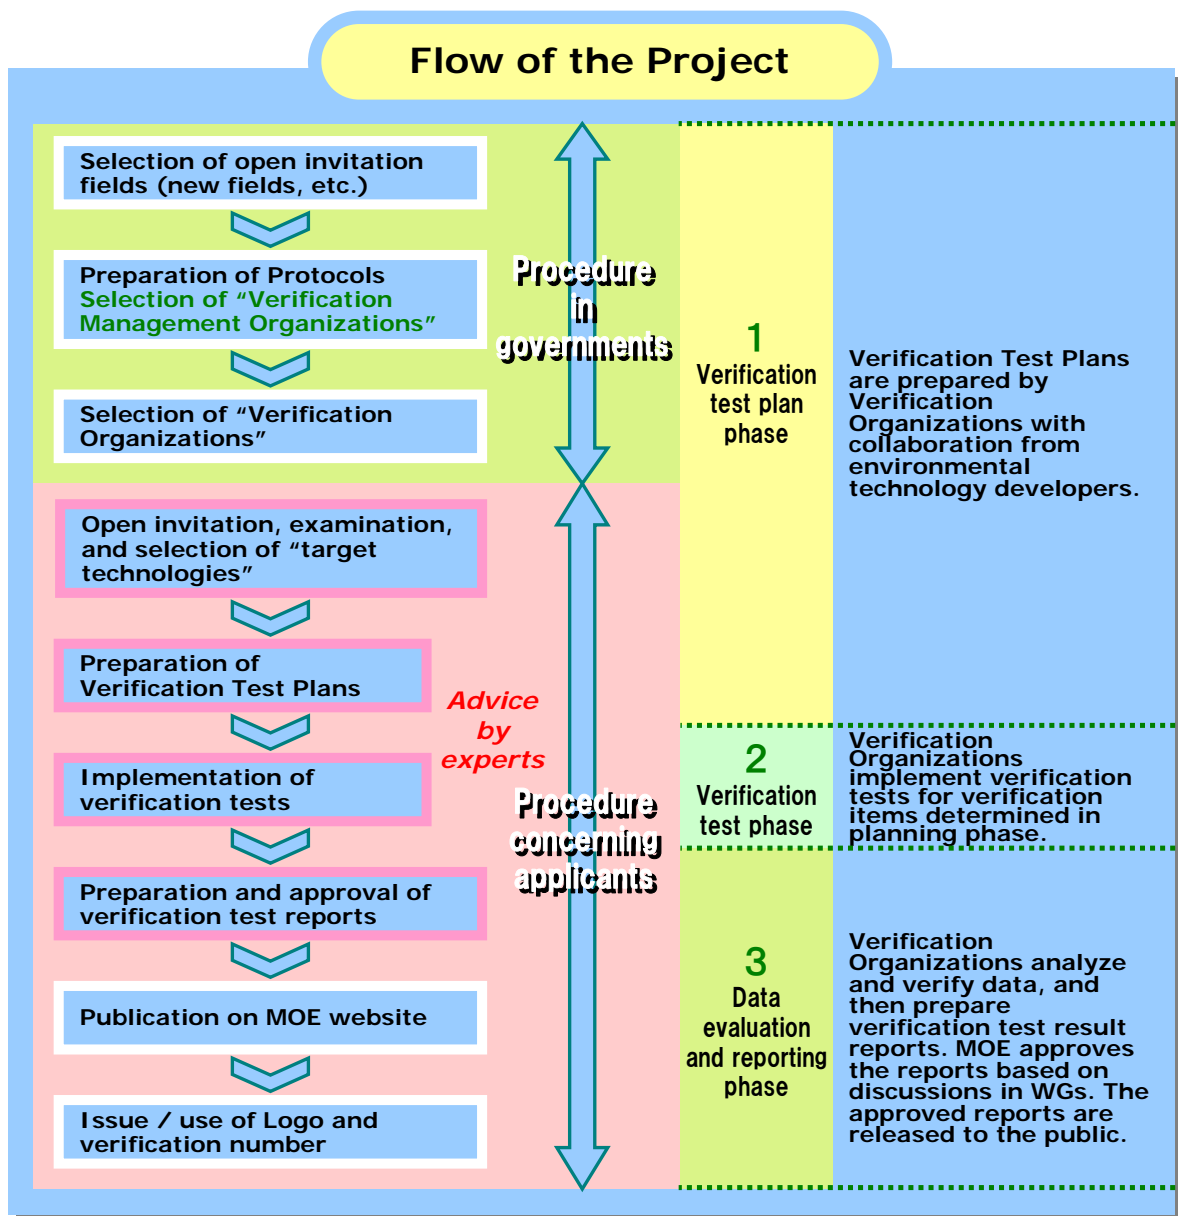 Flow of the Project
Selection of open invitation
fields (new fields, etc.)
Preparation of Protocols
Selection of “Verification
Management Organizations”
Selection of “Verification
Organizations”
Procedure
in
governments
Open invitation, examination,
and selection of “target
technologies”
Preparation of
Verification Test Plans
Implementation of
verification tests
Preparation and approval of
verification test reports
Publication on MOE website
Issue / use of Logo and
verification number
Advice
by
experts
Procedure
concerning
applicants
1
Verification
test plan
phase
Verification Test Plans
are prepared by
Verification
Organizations with
collaboration from
environmental
technology developers.
2
Verification
test phase
Verification
Organizations
implement verification
tests for verification
items determined in
planning phase.
3
Data
evaluation
and reporting
phase
Verification
Organizations analyze
and verify data, and
then prepare
verification test result
reports. MOE approves
the reports based on
discussions in WGs. The
approved reports are
released to the public.